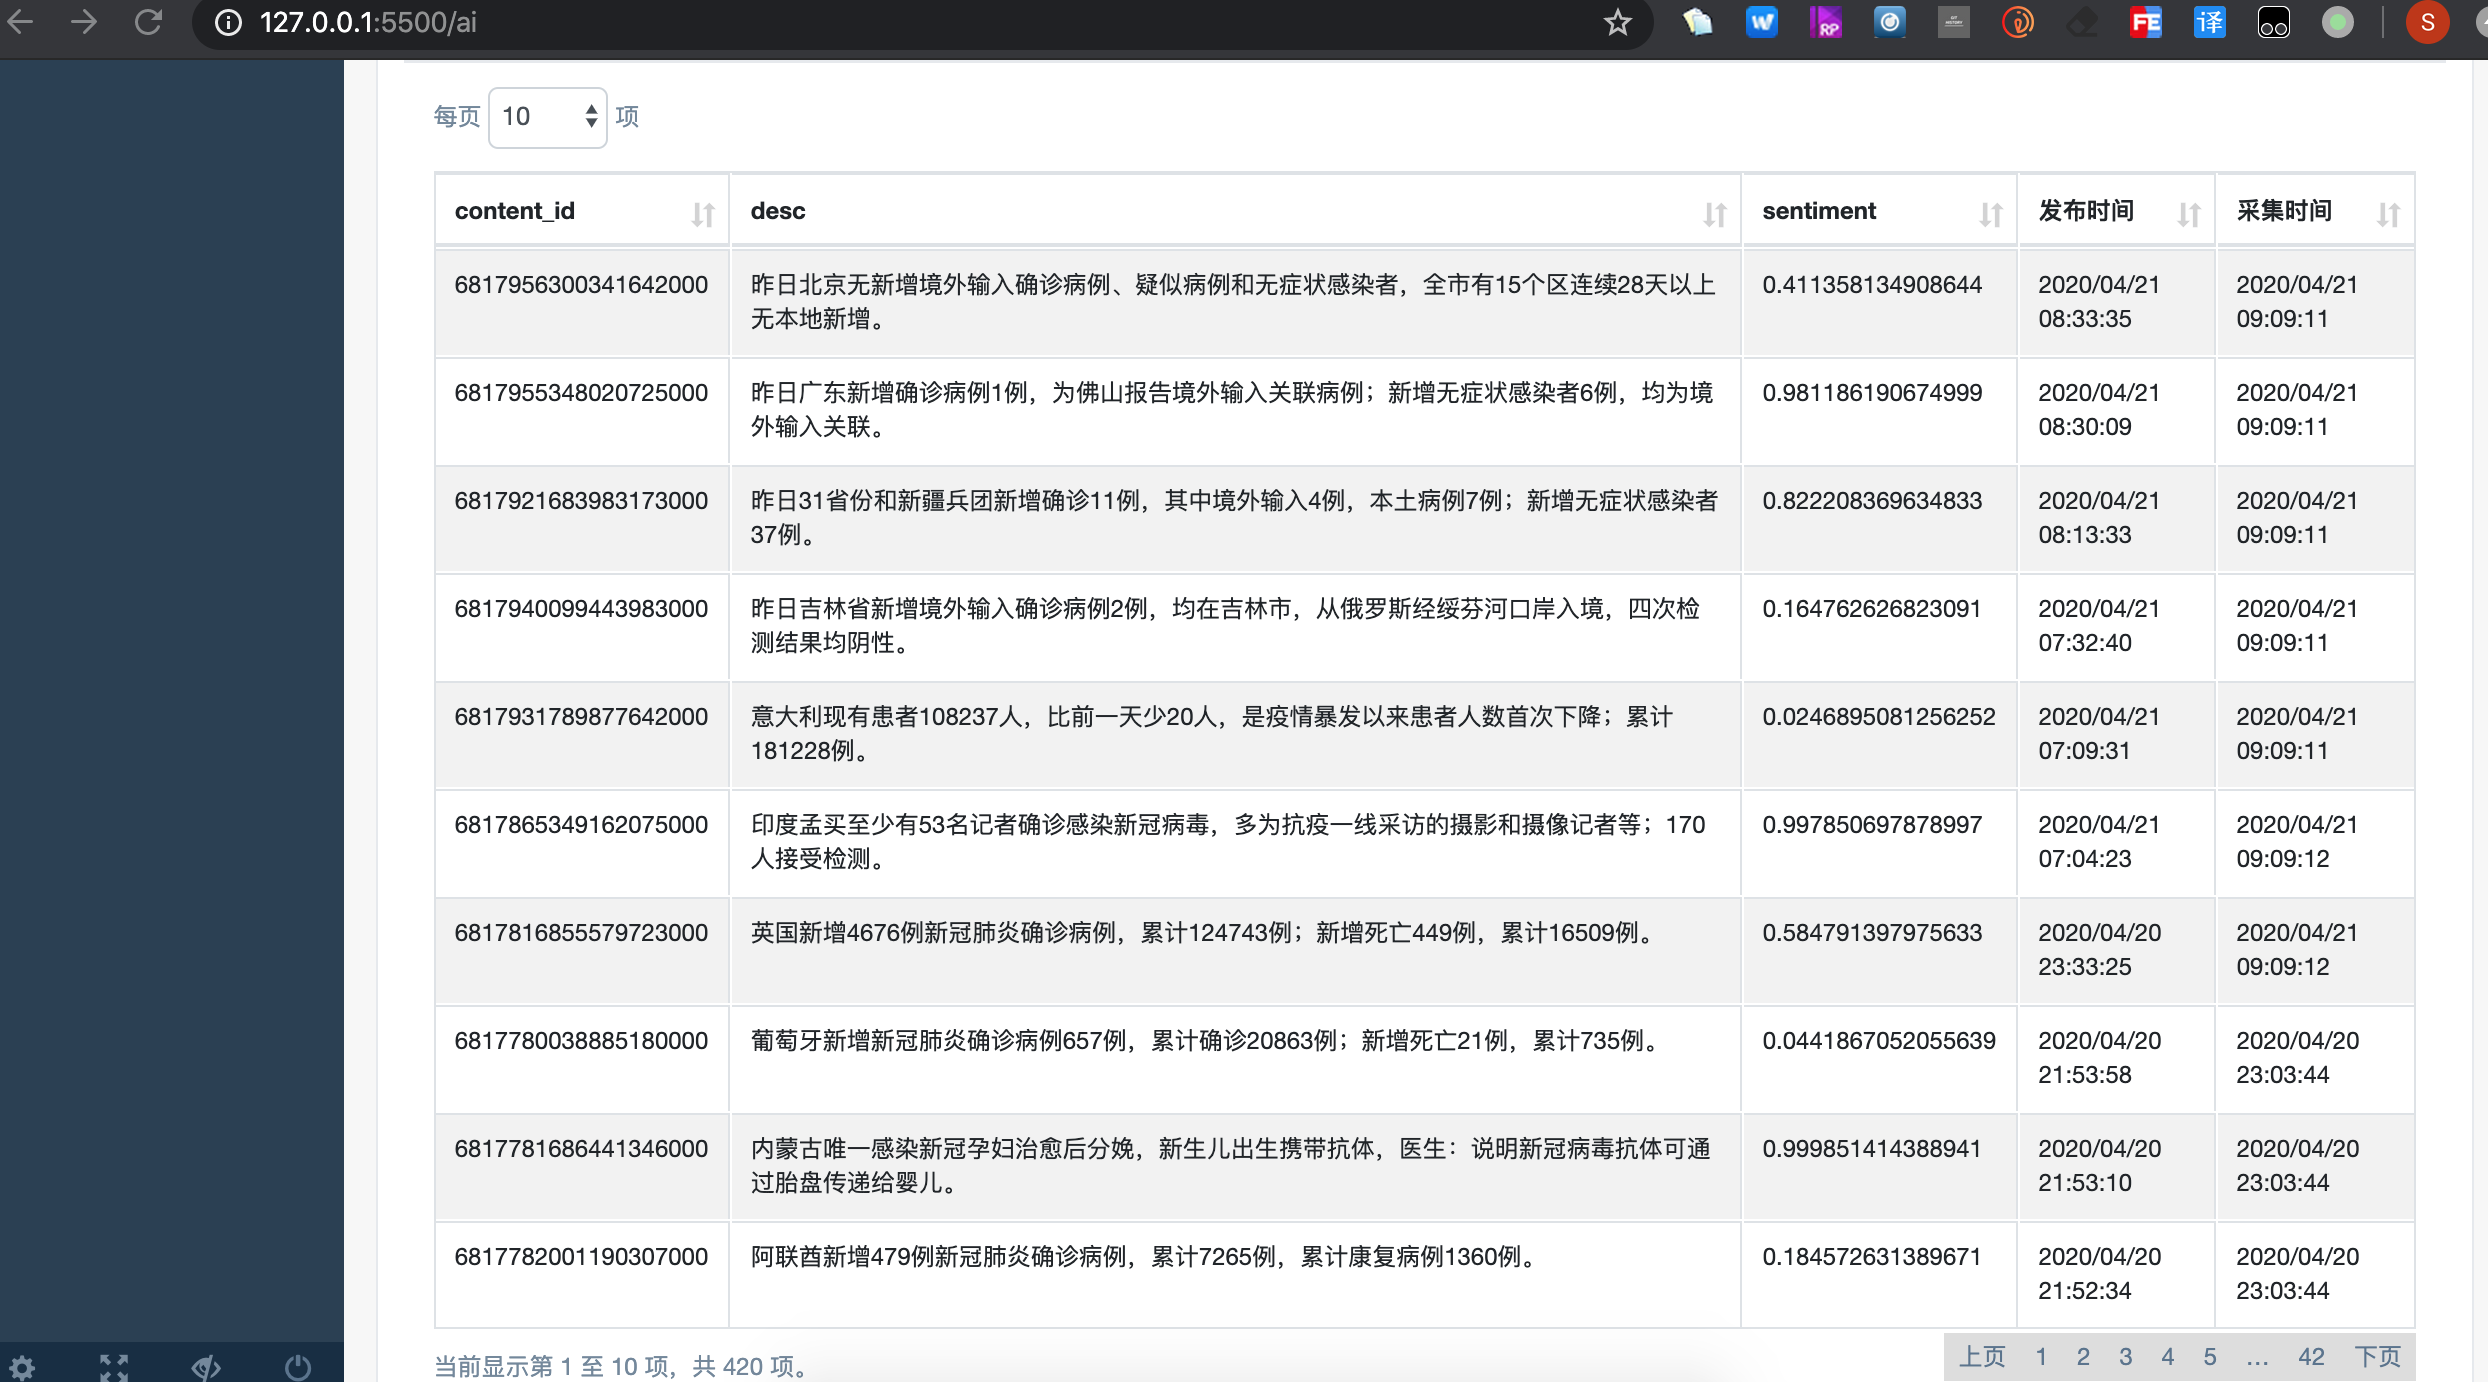 127.0.0.1:5500/ai
S
每页 10 项
content_id desc sentiment 发布时间 采集时间
6817956300341642000 昨日北京无新增境外输入确诊病例、疑似病例和无症状感染者，全市有15个区连续28天以上 0.411358134908644 2020/04/21 2020/04/21
无本地新增。 08:33:35 09:09:11
6817955348020725000 昨日广东新增确诊病例1例，为佛山报告境外输入关联病例；新增无症状感染者6例，均为境 0.981186190674999 2020/04/21 2020/04/21
外输入关联。 08:30:09 09:09:11
6817921683983173000 昨日31省份和新疆兵团新增确诊11例，其中境外输入4例，本土病例7例；新增无症状感染者 0.822208369634833 2020/04/21 2020/04/21
37例。 08:13:33 09:09:11
6817940099443983000 昨日吉林省新增境外输入确诊病例2例，均在吉林市，从俄罗斯经绥芬河口岸入境，四次检 0.164762626823091 2020/04/21 2020/04/21
测结果均阴性。 07:32:40 09:09:11
6817931789877642000 意大利现有患者108237人，比前一天少20人，是疫情暴发以来患者人数首次下降；累计 0.0246895081256252 2020/04/21 2020/04/21
181228例。 07:09:31 09:09:11
6817865349162075000 印度孟买至少有53名记者确诊感染新冠病毒，多为抗疫一线采访的摄影和摄像记者等；170 0.997850697878997 2020/04/21 2020/04/21
人接受检测。 07:04:23 09:09:12
6817816855579723000 英国新增4676例新冠肺炎确诊病例，累计124743例；新增死亡449例，累计16509例。 0.584791397975633 2020/04/20 2020/04/21
23:33:25 09:09:12
6817780038885180000 葡萄牙新增新冠肺炎确诊病例657例，累计确诊20863例；新增死亡21例，累计735例。 0.0441867052055639 2020/04/20 2020/04/20
21:53:58 23:03:44
6817781686441346000 内蒙古唯一感染新冠孕妇治愈后分娩，新生儿出生携带抗体，医生：说明新冠病毒抗体可通 0.999851414388941 2020/04/20 2020/04/20
过胎盘传递给婴儿。 21:53:10 23:03:44
6817782001190307000 阿联酋新增479例新冠肺炎确诊病例，累计7265例，累计康复病例1360例。 0.184572631389671 2020/04/20 2020/04/20
21:52:34 23:03:44
当前显示第 1 至 10 项，共 420 项。 上页 1 2 3 4 5 … 42 下页